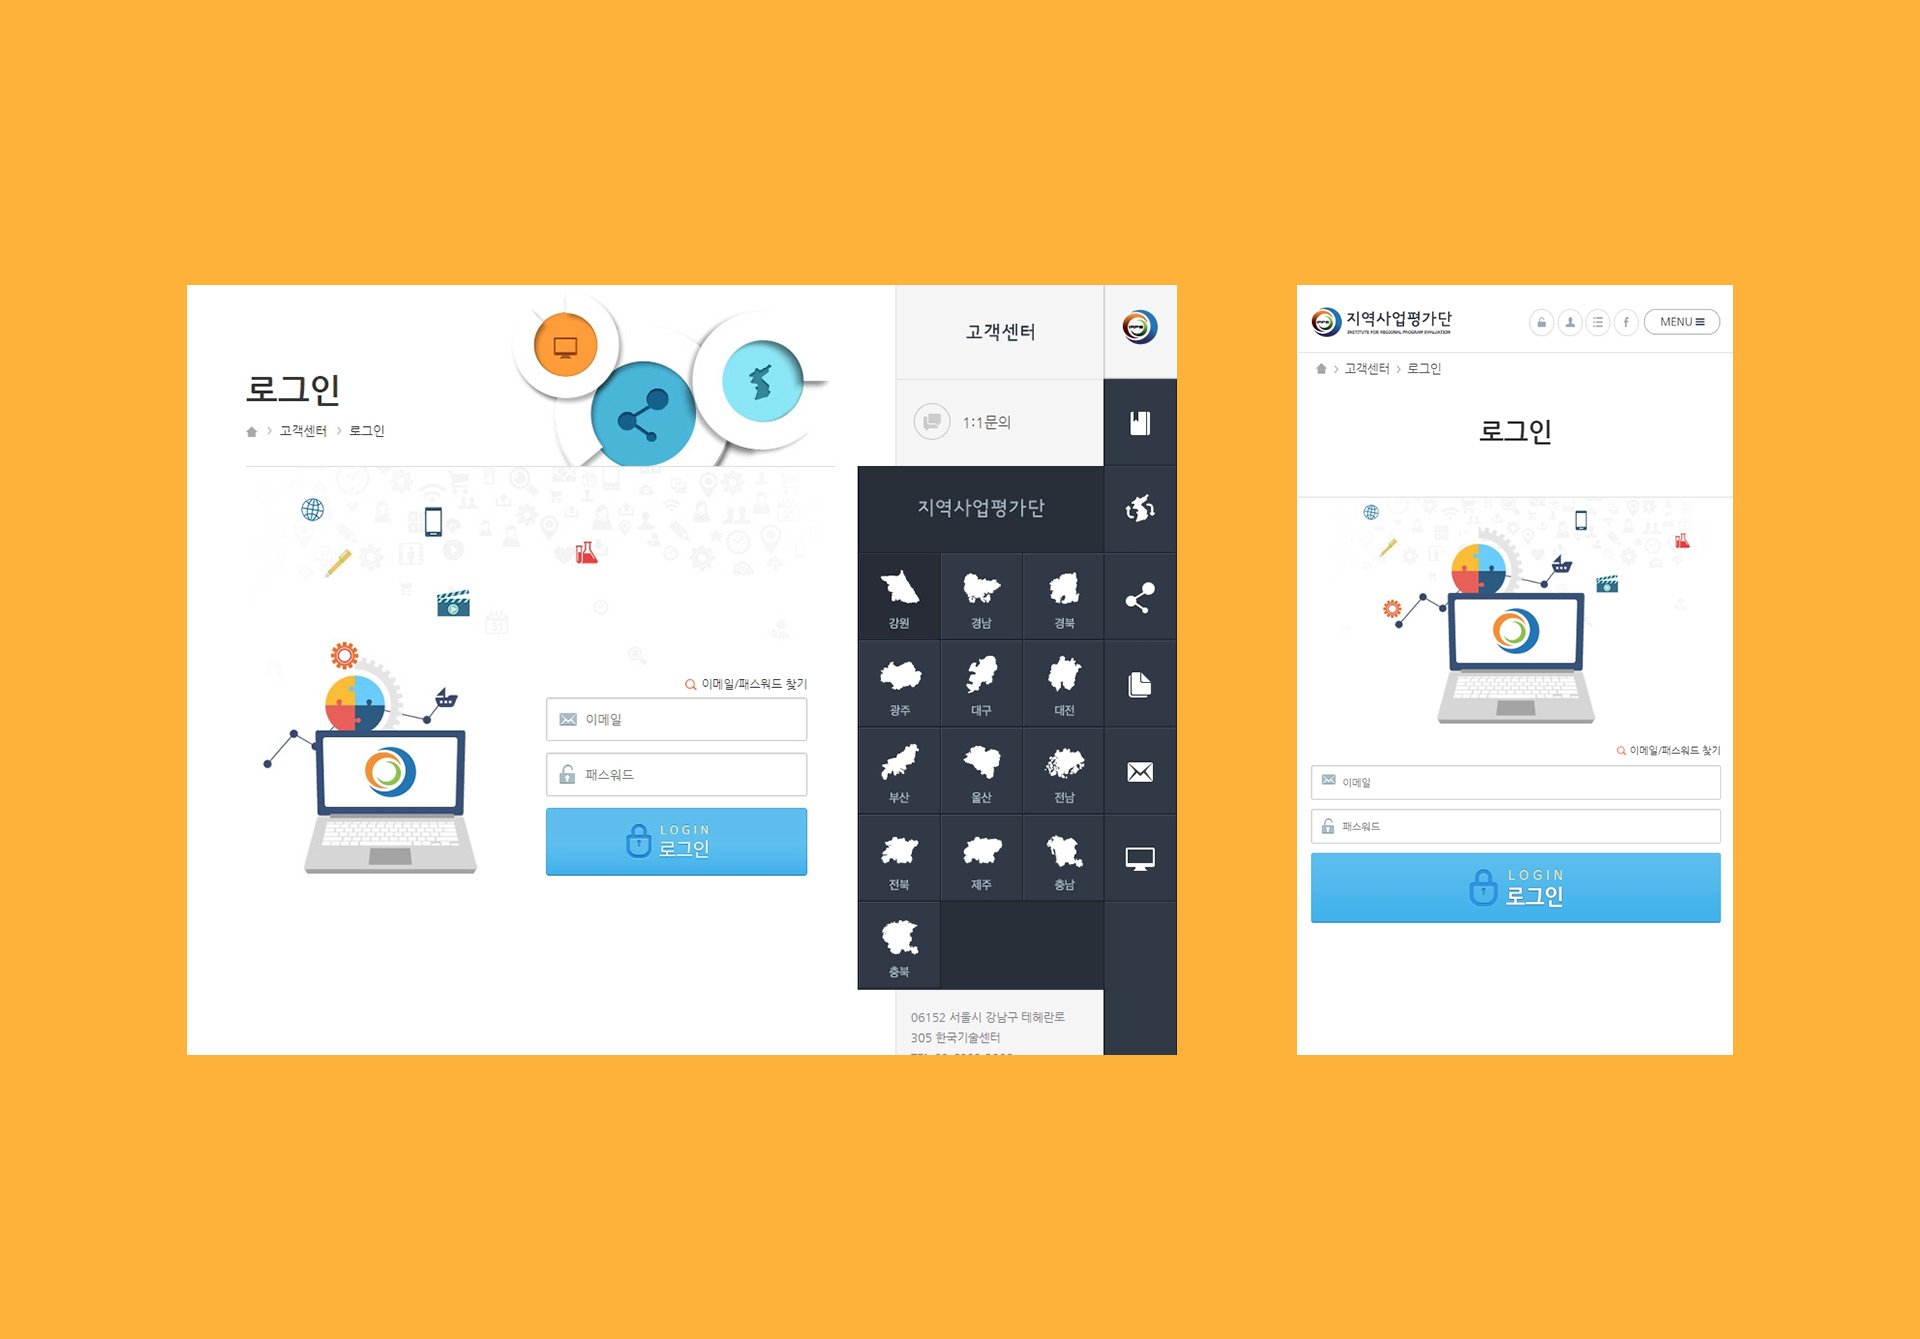 로그인
고객센터 로그인
이메일/패스워드 찾기
이메일
패스워드
LOGIN
로그인
고객센터
1:1문의
지역사업평가단
강원 경남 경북
광주 대구 대전
부산 울산 전남
전북 제주 충남
충북
06152 서울시 강남구 테헤란로
305 한국기술센터
지역사업평가단
INSTITUTE FOR REGIONAL PROGRAM EVALUATION
MENU
고객센터 로그인
로그인
이메일/패스워드 찾기
이메일
패스워드
LOGIN
로그인
31